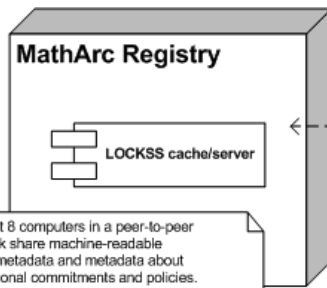 MathArc Registry
LOCKSS cache/server
t 8 computers in a peer-to-peer
k share machine-readable
metadata and metadata about
onal commitments and policies.